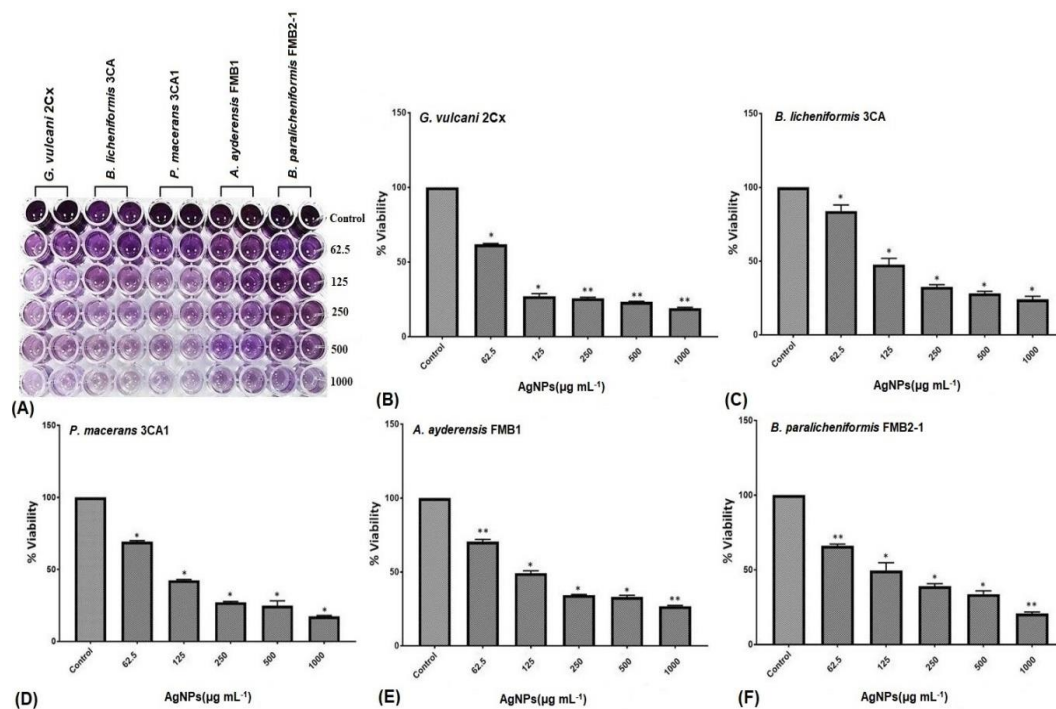 G. vulcani 2Cx
B. licheniformis 3CA
P. macerans 3CA1
A. ayderensis FMB1
B. paralicheniformis FMB2-1
Control
62.5
125
250
500
1000
(A)
G. vulcani 2Cx
% Viability
150
100
50
0
Control
62.5
125
250
500
1000
*
*
**
**
**
AgNPs(µg mL-1)
(B)
B. licheniformis 3CA
% Viability
150
100
50
0
Control
62.5
125
250
500
1000
*
*
*
*
*
AgNPs(µg mL-1)
(C)
P. macerans 3CA1
% Viability
150
100
50
0
Control
62.5
125
250
500
1000
*
*
*
*
*
AgNPs(µg mL-1)
(D)
A. ayderensis FMB1
% Viability
150
100
50
0
Control
62.5
125
250
500
1000
**
*
*
*
**
AgNPs(µg mL-1)
(E)
B. paralicheniformis FMB2-1
% Viability
150
100
50
0
Control
62.5
125
250
500
1000
**
*
*
*
**
AgNPs(µg mL-1)
(F)